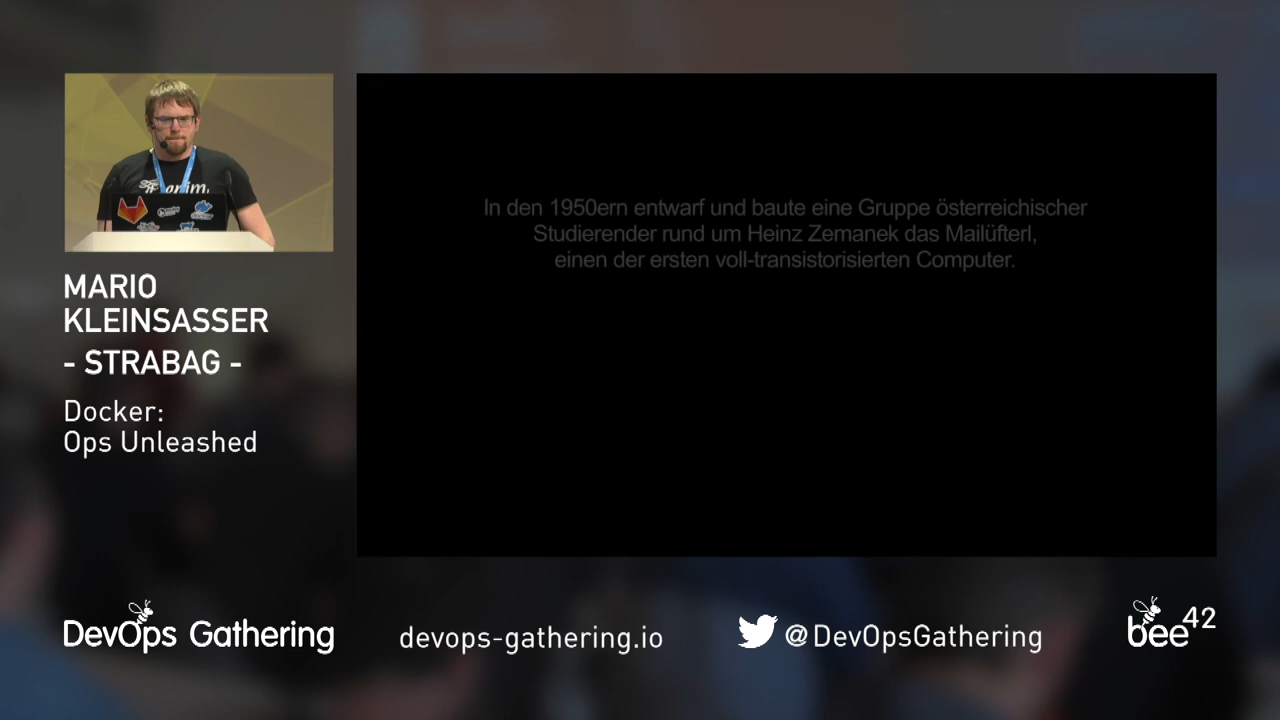 MARIO
KLEINSASSER
- STRABAG -
Docker:
Ops Unleashed
In den 1950ern entwarf und baute eine Gruppe österreichischer
Studierender rund um Heinz Zemanek das Mailüfterl,
einen der ersten voll-transistorisierten Computer.
DevOps Gathering
devops-gathering.io
@DevOpsGathering
bee42